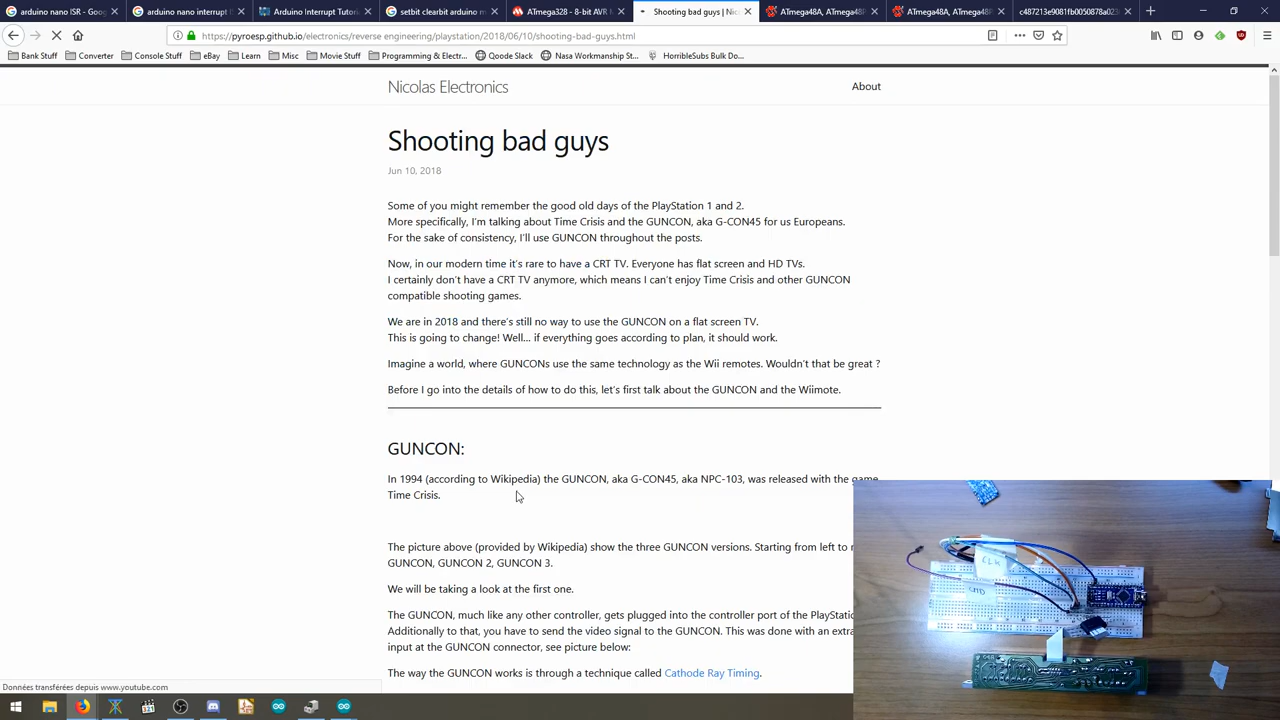 arduino nano ISR - Goo
arduino nano interrupt IS
Arduino Interrupt Tutoria
setbit clearbit arduino m
ATmega328 - 8-bit AVR M
Shooting bad guys | Nic
ATmega48A, ATmega48P
ATmega48A, ATmega48P
c487213e9081fb0050878a023
https://pyroesp.github.io/electronics/reverse engineering/playstation/2018/06/10/shooting-bad-guys.html
Bank Stuff
Converter
Console Stuff
eBay
Learn
Misc
Movie Stuff
Programming & Electr...
Qoode Slack
Nasa Workmanship St...
HorribleSubs Bulk Do...
Nicolas Electronics
About
Shooting bad guys
Jun 10, 2018
Some of you might remember the good old days of the PlayStation 1 and 2.
More specifically, I'm talking about Time Crisis and the GUNCON, aka G-CON45 for us Europeans.
For the sake of consistency, I'll use GUNCON throughout the posts.
Now, in our modern time it's rare to have a CRT TV. Everyone has flat screen and HD TVs.
I certainly don't have a CRT TV anymore, which means I can't enjoy Time Crisis and other GUNCON
compatible shooting games.
We are in 2018 and there's still no way to use the GUNCON on a flat screen TV.
This is going to change! Well... if everything goes according to plan, it should work.
Imagine a world, where GUNCONs use the same technology as the Wii remotes. Wouldn't that be great ?
Before I go into the details of how to do this, let's first talk about the GUNCON and the Wiimote.
GUNCON:
In 1994 (according to Wikipedia) the GUNCON, aka G-CON45, aka NPC-103, was released with the game
Time Crisis.
The picture above (provided by Wikipedia) show the three GUNCON versions. Starting from left to
GUNCON, GUNCON 2, GUNCON 3.
We will be taking a look at the first one.
The GUNCON, much like any other controller, gets plugged into the controller port of the PlayStatio
Additionally to that, you have to send the video signal to the GUNCON. This was done with an extra
input at the GUNCON connector, see picture below:
The way the GUNCON works is through a technique called Cathode Ray Timing.
Données transférées depuis www.youtube.com
CLK
CMD